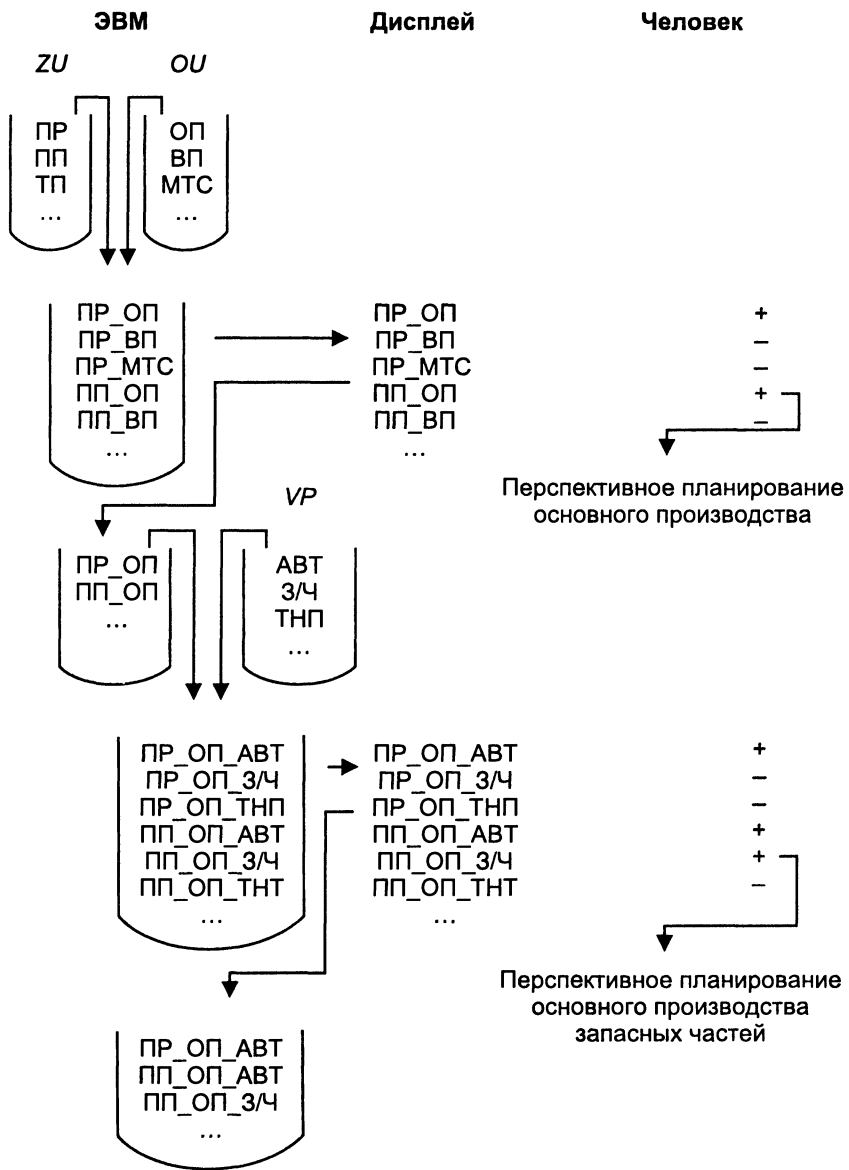 ЭВМ Дисплей Человек
ZU OU
ПР ОП
ПП ВП
ТП МТС
... ...
ПР_ОП ПР_ОП +
ПР_ВП ПР_ВП –
ПР_МТС ПР_МТС –
ПП_ОП ПП_ОП +
ПП_ВП ПП_ВП –
... ...
Перспективное планирование
основного производства
VP
ПР_ОП АВТ
ПП_ОП З/Ч
... ТНП
...
ПР_ОП_АВТ ПР_ОП_АВТ +
ПР_ОП_З/Ч ПР_ОП_З/Ч –
ПР_ОП_ТНП ПР_ОП_ТНП –
ПП_ОП_АВТ ПП_ОП_АВТ +
ПП_ОП_З/Ч ПП_ОП_З/Ч +
ПП_ОП_ТНТ ПП_ОП_ТНТ –
... ...
Перспективное планирование
основного производства
запасных частей
ПР_ОП_АВТ
ПП_ОП_АВТ
ПП_ОП_З/Ч
...